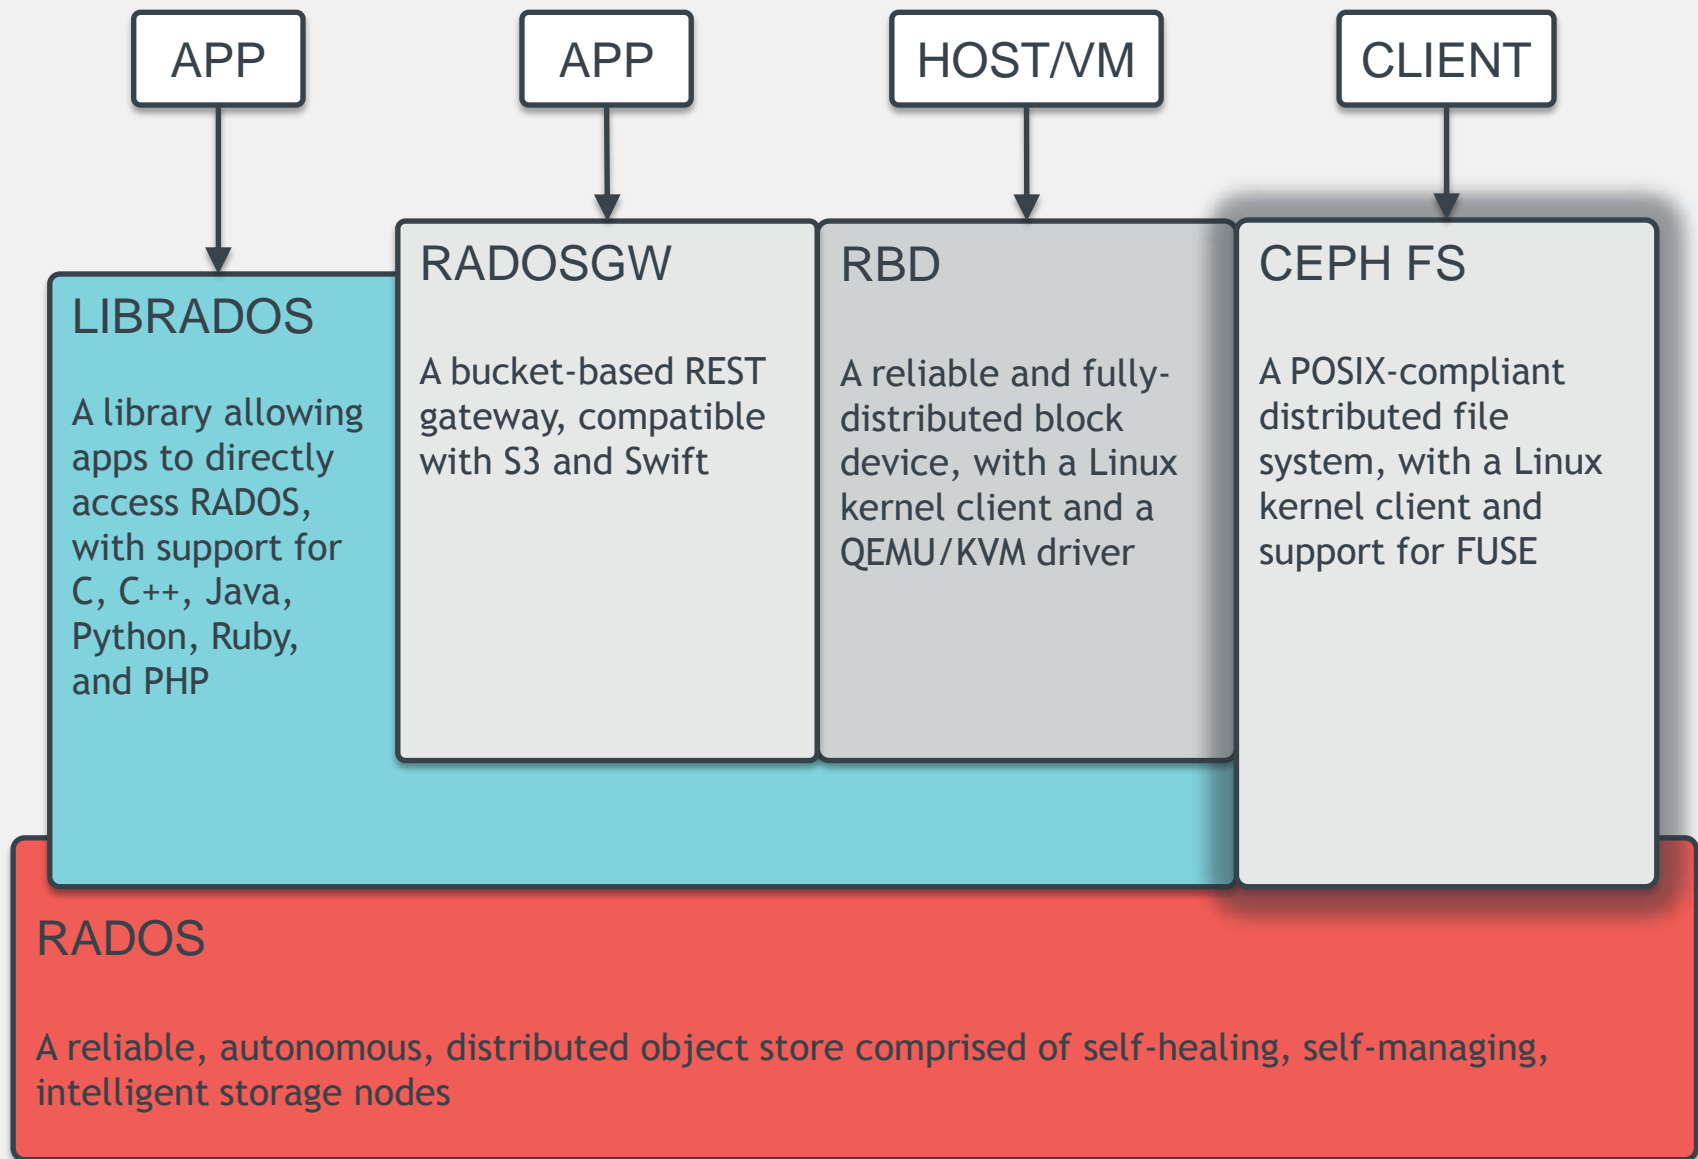 APP
APP
HOST/VM
CLIENT
LIBRADOS
A library allowing
apps to directly
access RADOS,
with support for
C, C++, Java,
Python, Ruby,
and PHP
RADOSGW
A bucket-based REST
gateway, compatible
with S3 and Swift
RBD
A reliable and fully-
distributed block
device, with a Linux
kernel client and a
QEMU/KVM driver
CEPH FS
A POSIX-compliant
distributed file
system, with a Linux
kernel client and
support for FUSE
RADOS
A reliable, autonomous, distributed object store comprised of self-healing, self-managing,
intelligent storage nodes